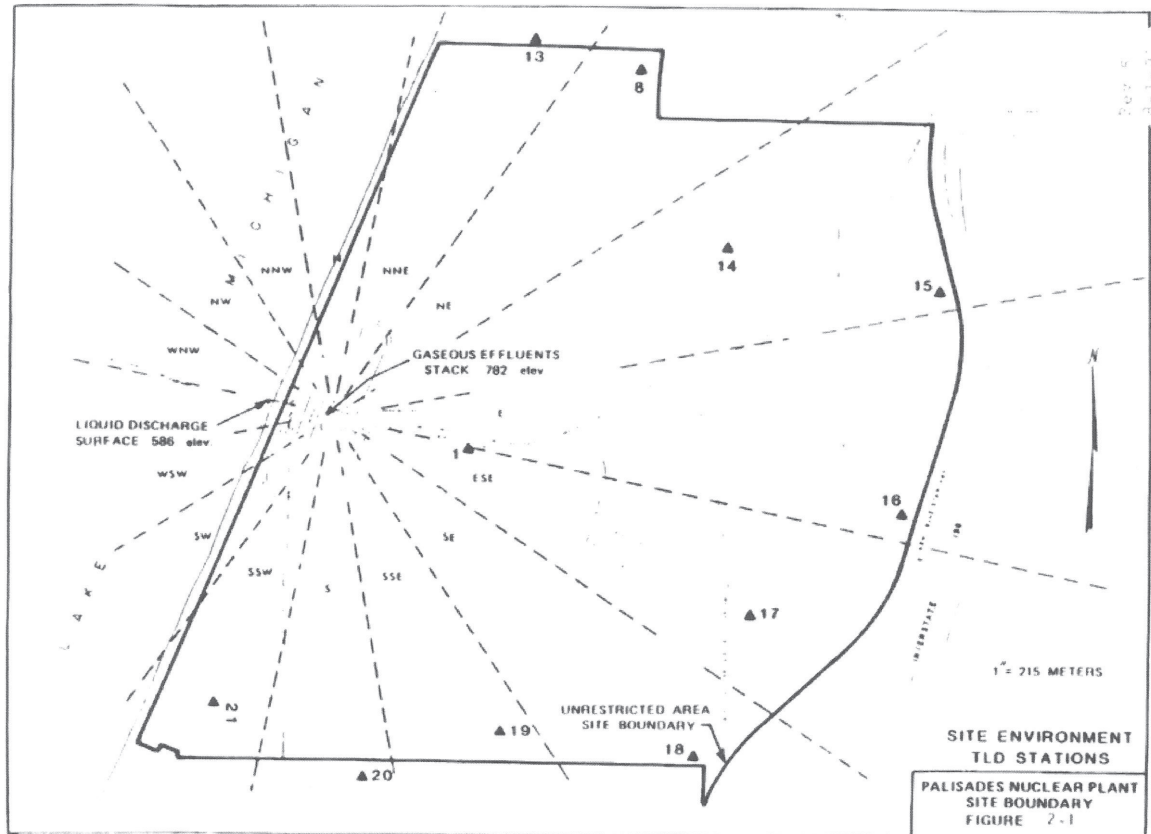 13
8
LAKE MICHIGAN
14
15
N
NNW
NNE
NW
NE
WNW
GASEOUS EFFLUENTS
STACK 782 elev
N
LIQUID DISCHARGE
SURFACE 586 elev.
E
1
WSW
ESE
16
SW
SE
SSW
S
SSE
17
INTERSTATE
196
1"= 215 METERS
21
UNRESTRICTED AREA
SITE BOUNDARY
19
18
20
SITE ENVIRONMENT
TLD STATIONS
PALISADES NUCLEAR PLANT
SITE BOUNDARY
FIGURE 2-1